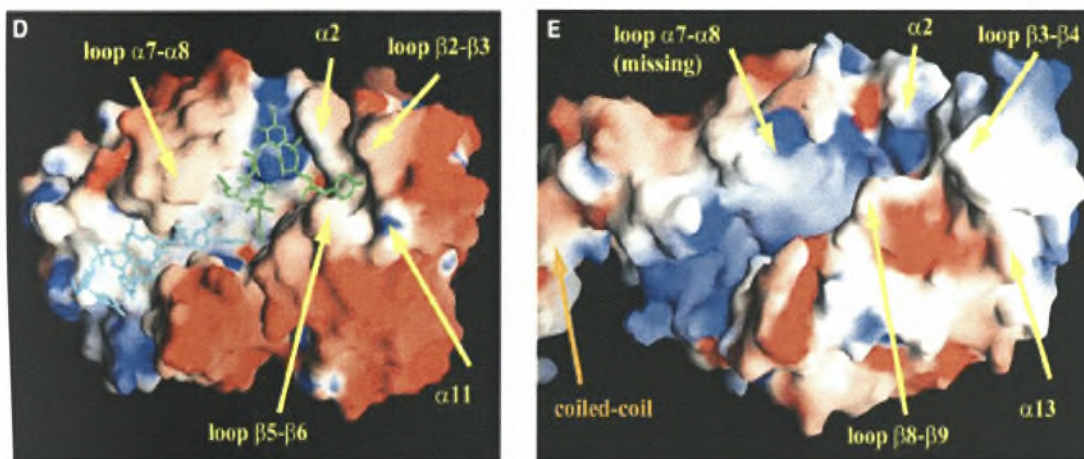 D
loop α7-α8
α2
loop β2-β3
loop β5-β6
α11
E
loop α7-α8
(missing)
α2
loop β3-β4
coiled-coil
loop β8-β9
α13